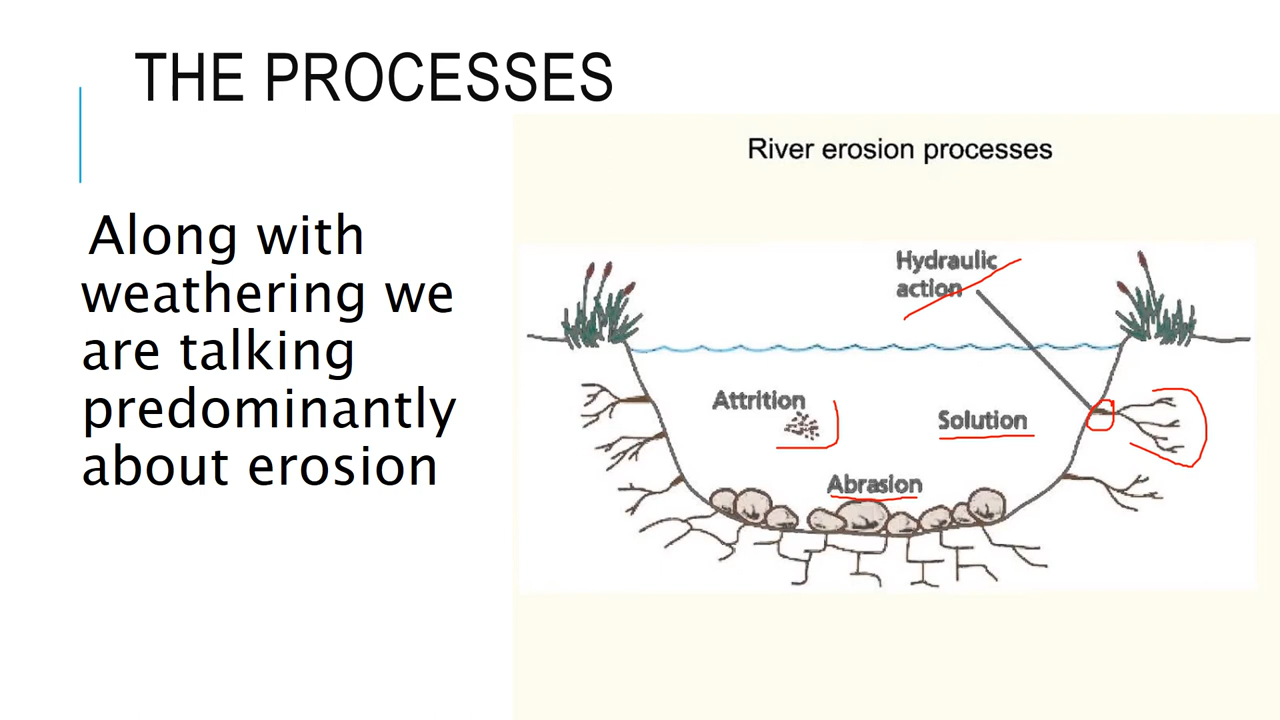 THE PROCESSES
River erosion processes
Along with
weathering we
are talking
predominantly
about erosion
Hydraulic
action
Attrition
Solution
Abrasion